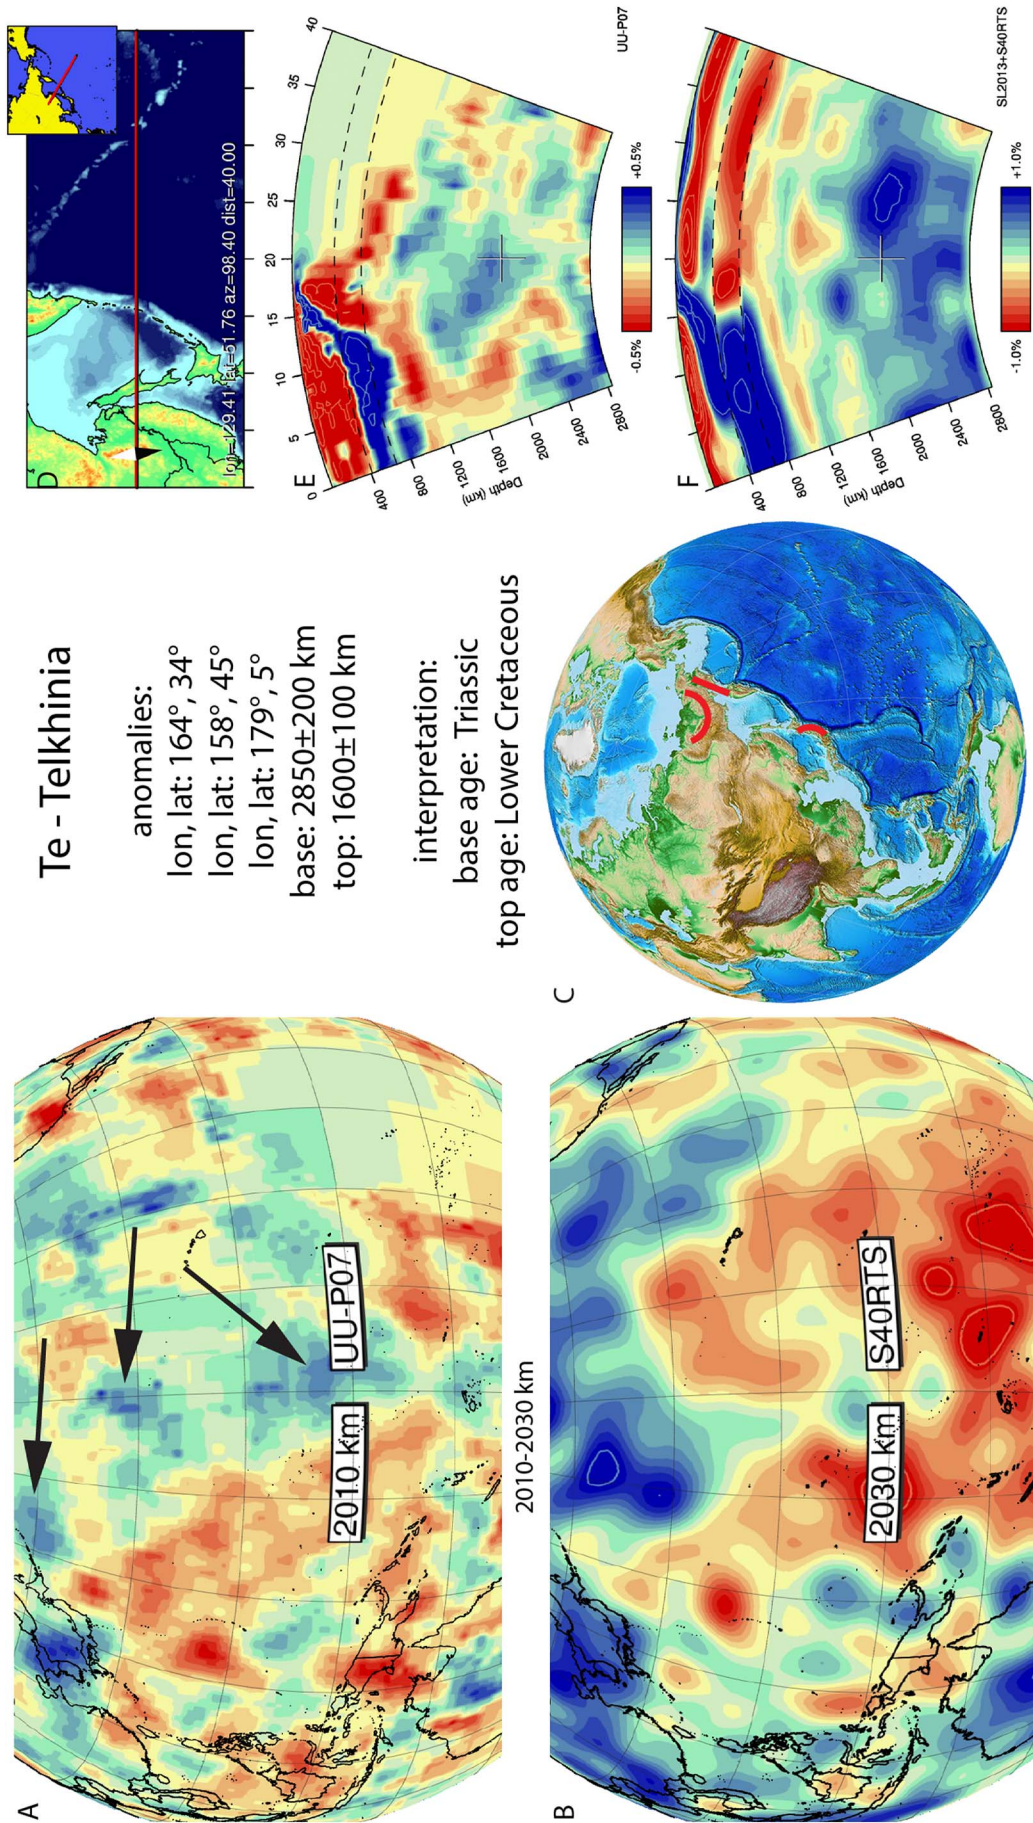 A
2010 km
UU-P07
2010-2030 km
B
2030 km
S40RTS
Te - Telkhinia
anomalies:
lon, lat: 164°, 34°
lon, lat: 158°, 45°
lon, lat: 179°, 5°
base: 2850±200 km
top: 1600±100 km
interpretation:
base age: Triassic
top age: Lower Cretaceous
C
D
lon=129.41 lat=51.76 az=98.40 dist=40.00
E
0
5
10
15
20
25
30
35
40
400
800
1200
1600
2000
2400
2800
Depth (km)
-0.5%
+0.5%
UU-P07
F
400
800
1200
1600
2000
2400
2800
Depth (km)
-1.0%
+1.0%
SL2013+S40RTS